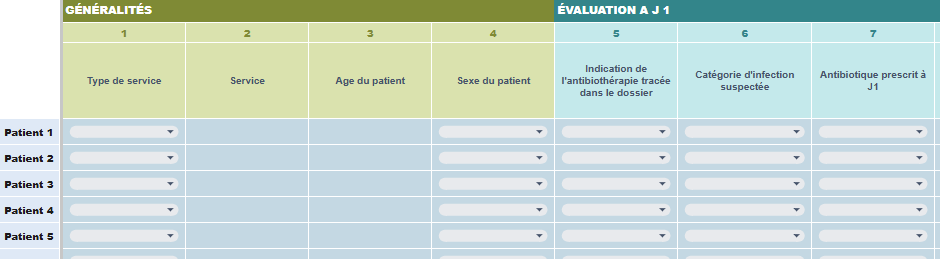 GÉNÉRALITÉS
ÉVALUATION A J 1
1
2
3
4
5
6
7
Type de service
Service
Age du patient
Sexe du patient
Indication de
l'antibiothérapie tracée
dans le dossier
Catégorie d'infection
suspectée
Antibiotique prescrit à
J1
Patient 1
Patient 2
Patient 3
Patient 4
Patient 5